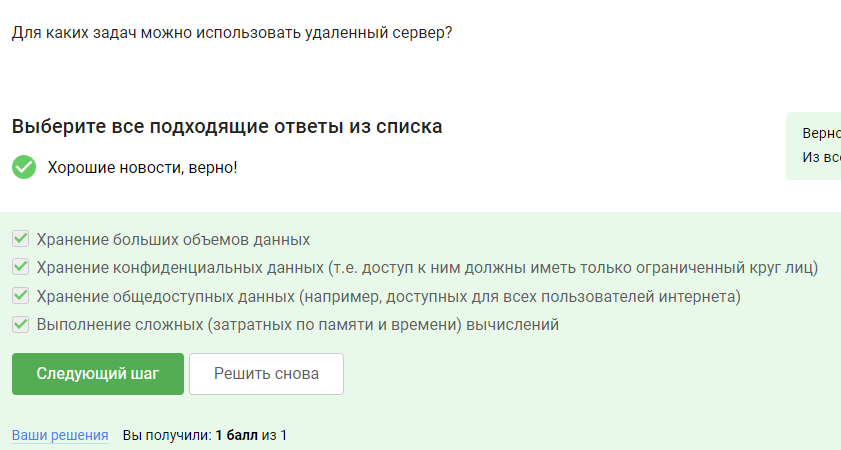 Для каких задач можно использовать удаленный сервер?
Выберите все подходящие ответы из списка
Верно
Хорошие новости, верно!
Из все
Хранение больших объемов данных
Хранение конфиденциальных данных (т.е. доступ к ним должны иметь только ограниченный круг лиц)
Хранение общедоступных данных (например, доступных для всех пользователей интернета)
Выполнение сложных (затратных по памяти и времени) вычислений
Следующий шаг Решить снова
Ваши решения Вы получили: 1 балл из 1